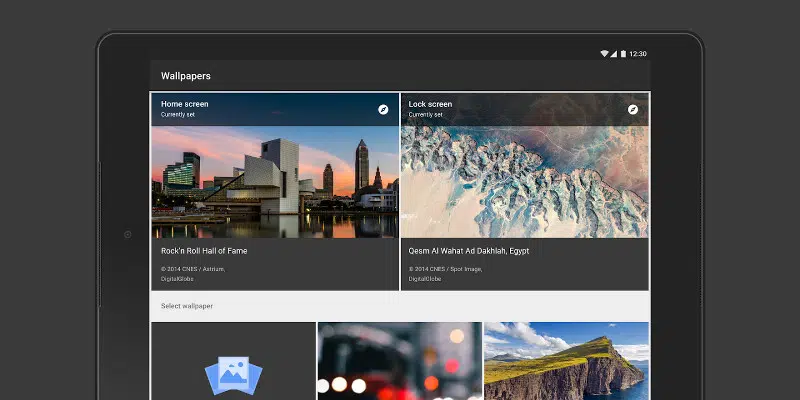 12:30
Wallpapers
Home screen
Currently set
Lock screen
Currently set
Rock'n Roll Hall of Fame
© 2014 CNES / Astrium,
DigitalGlobe
Qesm Al Wahat Ad Dakhlah, Egypt
© 2014 CNES / Spot Image,
DigitalGlobe
Select wallpaper